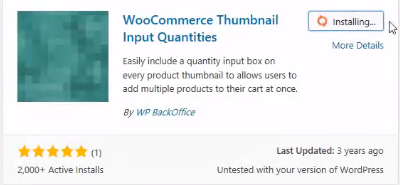 WooCommerce Thumbnail
Input Quantities
Installing...
More Details
Easily include a quantity input box on
every product thumbnail to allows users to
add multiple products to their cart at once.
By WP BackOffice
(1)
Last Updated: 3 years ago
2,000+ Active Installs
Untested with your version of WordPress